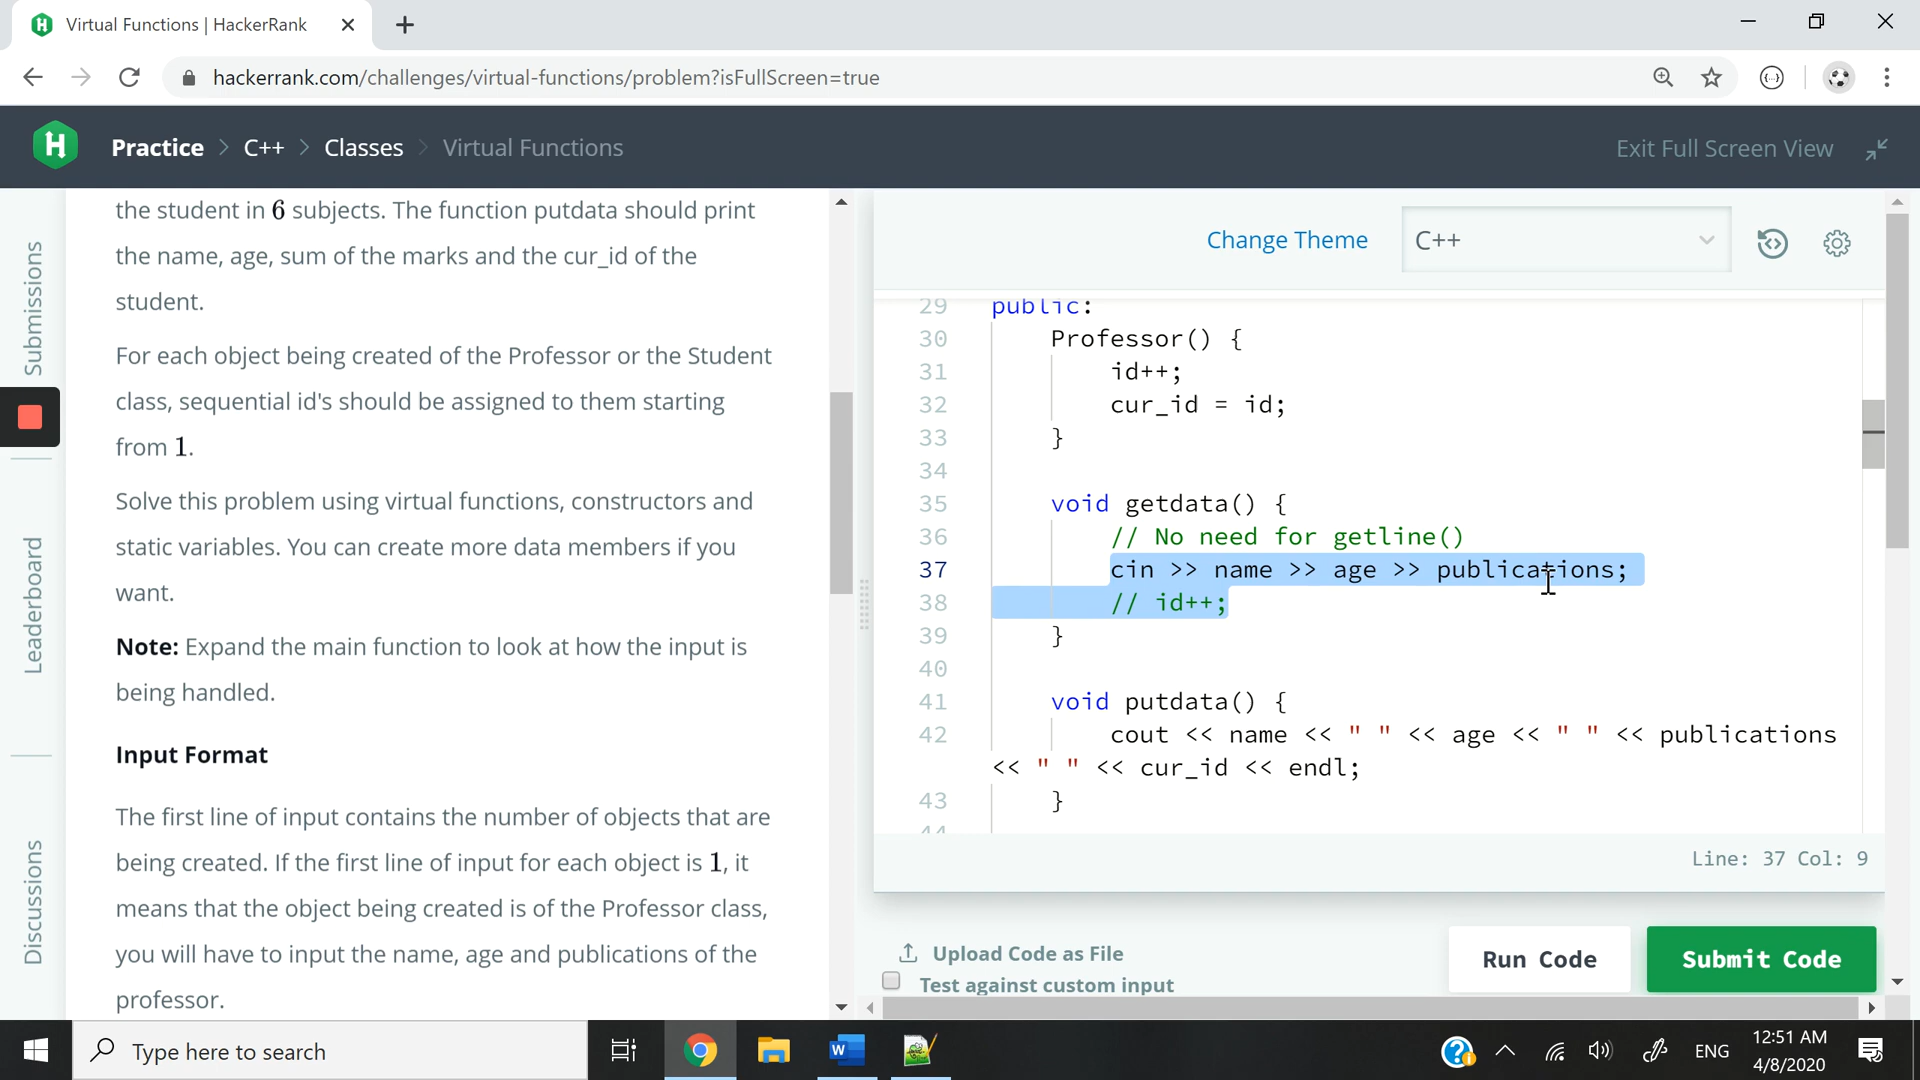 Virtual Functions | HackerRank
hackerrank.com/challenges/virtual-functions/problem?isFullScreen=true
H
Practice > C++ > Classes > Virtual Functions
Exit Full Screen View
Submissions
Leaderboard
Discussions
the student in 6 subjects. The function putdata should print
the name, age, sum of the marks and the cur_id of the
student.
For each object being created of the Professor or the Student
class, sequential id's should be assigned to them starting
from 1.
Solve this problem using virtual functions, constructors and
static variables. You can create more data members if you
want.
Note: Expand the main function to look at how the input is
being handled.
Input Format
The first line of input contains the number of objects that are
being created. If the first line of input for each object is 1, it
means that the object being created is of the Professor class,
you will have to input the name, age and publications of the
professor.
Change Theme
C++
29 public:
30 Professor() {
31 id++;
32 cur_id = id;
33 }
34
35 void getdata() {
36 // No need for getline()
37 cin >> name >> age >> publications;
38 // id++;
39 }
40
41 void putdata() {
42 cout << name << " " << age << " " << publications
<< " " << cur_id << endl;
43 }
44
Line: 37 Col: 9
Upload Code as File
Test against custom input
Run Code
Submit Code
Type here to search
W
ENG
12:51 AM
4/8/2020